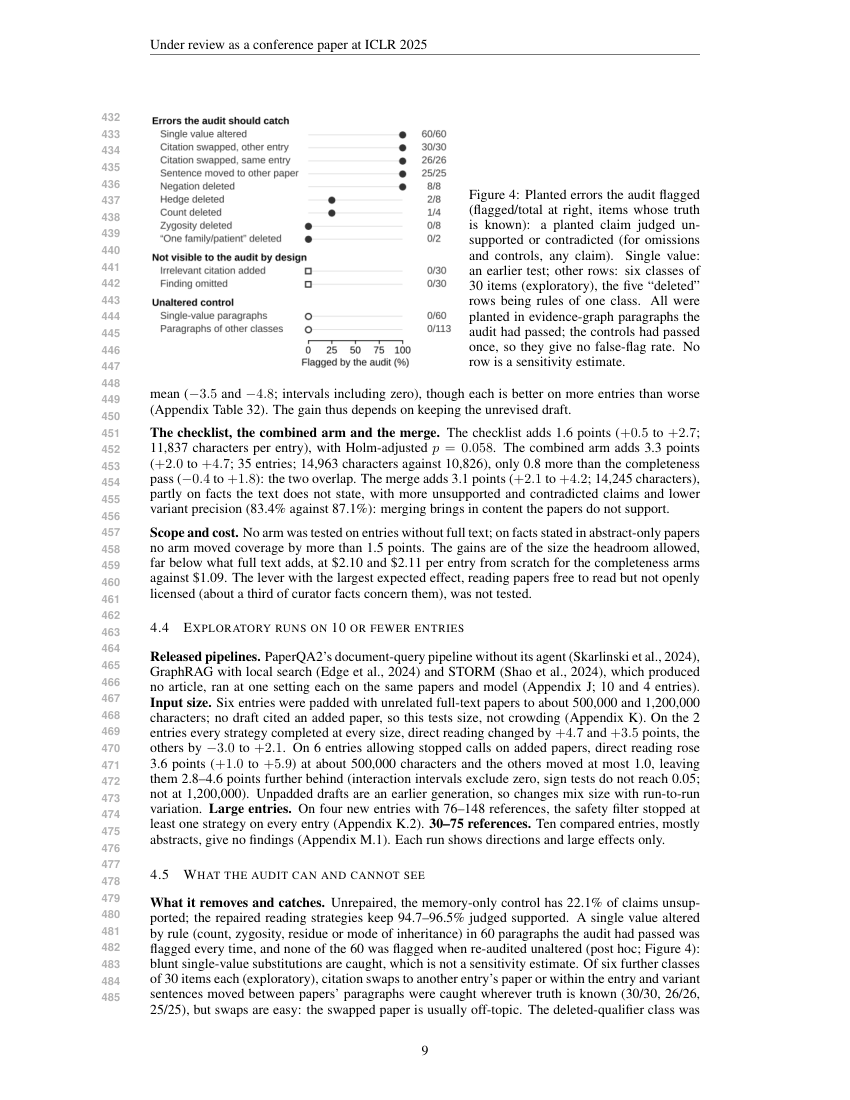 Under review as a conference paper at ICLR 2025
432
433
434
435
436
437
438
439
440
441
442
443
444
445
446
447
448
449
450
451
452
453
454
455
456
457
458
459
460
461
462
463
464
465
466
467
468
469
470
471
472
473
474
475
476
477
478
479
480
481
482
483
484
485
Errors the audit should catch
Single value altered 60/60
Citation swapped, other entry 30/30
Citation swapped, same entry 26/26
Sentence moved to other paper 25/25
Negation deleted 8/8
Hedge deleted 2/8
Count deleted 1/4
Zygosity deleted 0/8
“One family/patient” deleted 0/2
Not visible to the audit by design
Irrelevant citation added 0/30
Finding omitted 0/30
Unaltered control
Single-value paragraphs 0/60
Paragraphs of other classes 0/113
0 25 50 75 100
Flagged by the audit (%)
Figure 4: Planted errors the audit flagged
(flagged/total at right, items whose truth
is known): a planted claim judged un-
supported or contradicted (for omissions
and controls, any claim). Single value:
an earlier test; other rows: six classes of
30 items (exploratory), the five “deleted”
rows being rules of one class. All were
planted in evidence-graph paragraphs the
audit had passed; the controls had passed
once, so they give no false-flag rate. No
row is a sensitivity estimate.
mean (−3.5 and −4.8; intervals including zero), though each is better on more entries than worse
(Appendix Table 32). The gain thus depends on keeping the unrevised draft.
The checklist, the combined arm and the merge. The checklist adds 1.6 points (+0.5 to +2.7;
11,837 characters per entry), with Holm-adjusted p = 0.058. The combined arm adds 3.3 points
(+2.0 to +4.7; 35 entries; 14,963 characters against 10,826), only 0.8 more than the completeness
pass (−0.4 to +1.8): the two overlap. The merge adds 3.1 points (+2.1 to +4.2; 14,245 characters),
partly on facts the text does not state, with more unsupported and contradicted claims and lower
variant precision (83.4% against 87.1%): merging brings in content the papers do not support.
Scope and cost. No arm was tested on entries without full text; on facts stated in abstract-only papers
no arm moved coverage by more than 1.5 points. The gains are of the size the headroom allowed,
far below what full text adds, at $2.10 and $2.11 per entry from scratch for the completeness arms
against $1.09. The lever with the largest expected effect, reading papers free to read but not openly
licensed (about a third of curator facts concern them), was not tested.
4.4 EXPLORATORY RUNS ON 10 OR FEWER ENTRIES
Released pipelines. PaperQA2’s document-query pipeline without its agent (Skarlinski et al., 2024),
GraphRAG with local search (Edge et al., 2024) and STORM (Shao et al., 2024), which produced
no article, ran at one setting each on the same papers and model (Appendix J; 10 and 4 entries).
Input size. Six entries were padded with unrelated full-text papers to about 500,000 and 1,200,000
characters; no draft cited an added paper, so this tests size, not crowding (Appendix K). On the 2
entries every strategy completed at every size, direct reading changed by +4.7 and +3.5 points, the
others by −3.0 to +2.1. On 6 entries allowing stopped calls on added papers, direct reading rose
3.6 points (+1.0 to +5.9) at about 500,000 characters and the others moved at most 1.0, leaving
them 2.8–4.6 points further behind (interaction intervals exclude zero, sign tests do not reach 0.05;
not at 1,200,000). Unpadded drafts are an earlier generation, so changes mix size with run-to-run
variation. Large entries. On four new entries with 76–148 references, the safety filter stopped at
least one strategy on every entry (Appendix K.2). 30–75 references. Ten compared entries, mostly
abstracts, give no findings (Appendix M.1). Each run shows directions and large effects only.
4.5 WHAT THE AUDIT CAN AND CANNOT SEE
What it removes and catches. Unrepaired, the memory-only control has 22.1% of claims unsup-
ported; the repaired reading strategies keep 94.7–96.5% judged supported. A single value altered
by rule (count, zygosity, residue or mode of inheritance) in 60 paragraphs the audit had passed was
flagged every time, and none of the 60 was flagged when re-audited unaltered (post hoc; Figure 4):
blunt single-value substitutions are caught, which is not a sensitivity estimate. Of six further classes
of 30 items each (exploratory), citation swaps to another entry’s paper or within the entry and variant
sentences moved between papers’ paragraphs were caught wherever truth is known (30/30, 26/26,
25/25), but swaps are easy: the swapped paper is usually off-topic. The deleted-qualifier class was
9